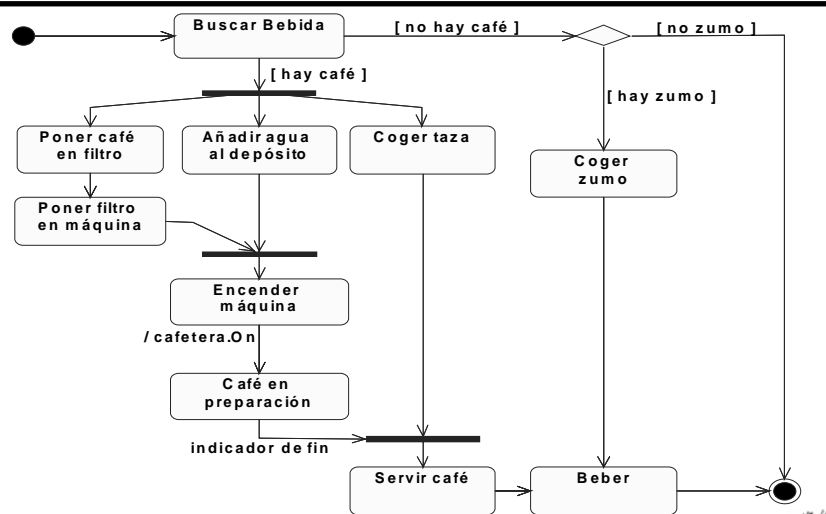 Buscar Bebida
[ no hay café ]
[ no zumo ]
[ hay café ]
[ hay zumo ]
Poner café
en filtro
Añadir agua
al depósito
Coger taza
Coger
zumo
Poner filtro
en máquina
Encender
máquina
/ cafetera.On
Café en
preparación
indicador de fin
Servir café
Beber